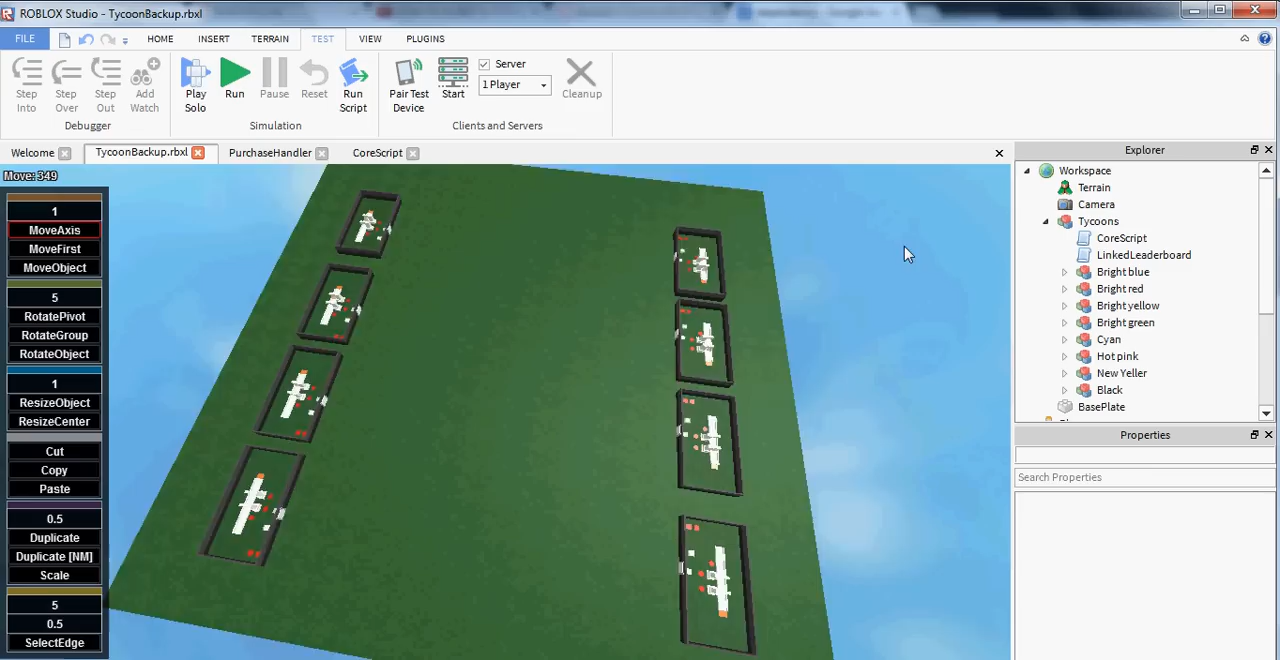 ROBLOX Studio - TycoonBackup.rbxl
FILE HOME INSERT TERRAIN TEST VIEW PLUGINS
Step Into Step Over Step Out Add Watch
Debugger
Play Solo Run Pause Reset Run Script
Simulation
Pair Test Device Start Server 1 Player Cleanup
Clients and Servers
Welcome TycoonBackup.rbxl PurchaseHandler CoreScript
Move: 349
1
MoveAxis
MoveFirst
MoveObject
5
RotatePivot
RotateGroup
RotateObject
1
ResizeObject
ResizeCenter
Cut
Copy
Paste
0.5
Duplicate
Duplicate [NM]
Scale
5
0.5
SelectEdge
Explorer
Workspace
Terrain
Camera
Tycoons
CoreScript
LinkedLeaderboard
Bright blue
Bright red
Bright yellow
Bright green
Cyan
Hot pink
New Yeller
Black
BasePlate
Properties
Search Properties